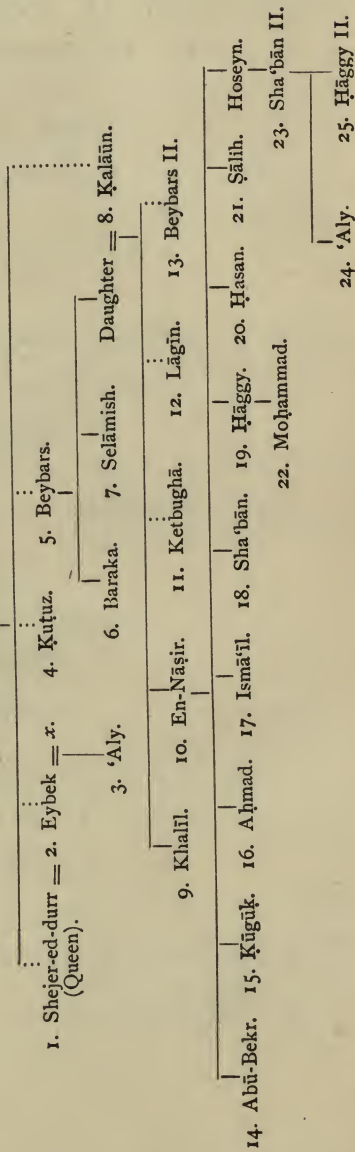 1. Shejer-ed-durr = 2. Eybek = x. 4. Ḳuṭuz. 5. Beybars.
(Queen).
3. ‘Aly. 6. Baraka. 7. Selāmish. Daughter = 8. Ḳalāūn.
9. Khalīl. 10. En-Nāṣir. 11. Ketbughā. 12. Lāgīn. 13. Beybars II.
14. Abū-Bekr. 15. Ḳūgūḳ. 16. Aḥmad. 17. Ismā‘īl. 18. Sha‘bān. 19. Ḥāggy. 20. Ḥasan. 21. Ṣāliḥ. Ḥoseyn.
22. Moḥammad. 23. Sha‘bān II.
24. ‘Aly. 25. Ḥāggy II.